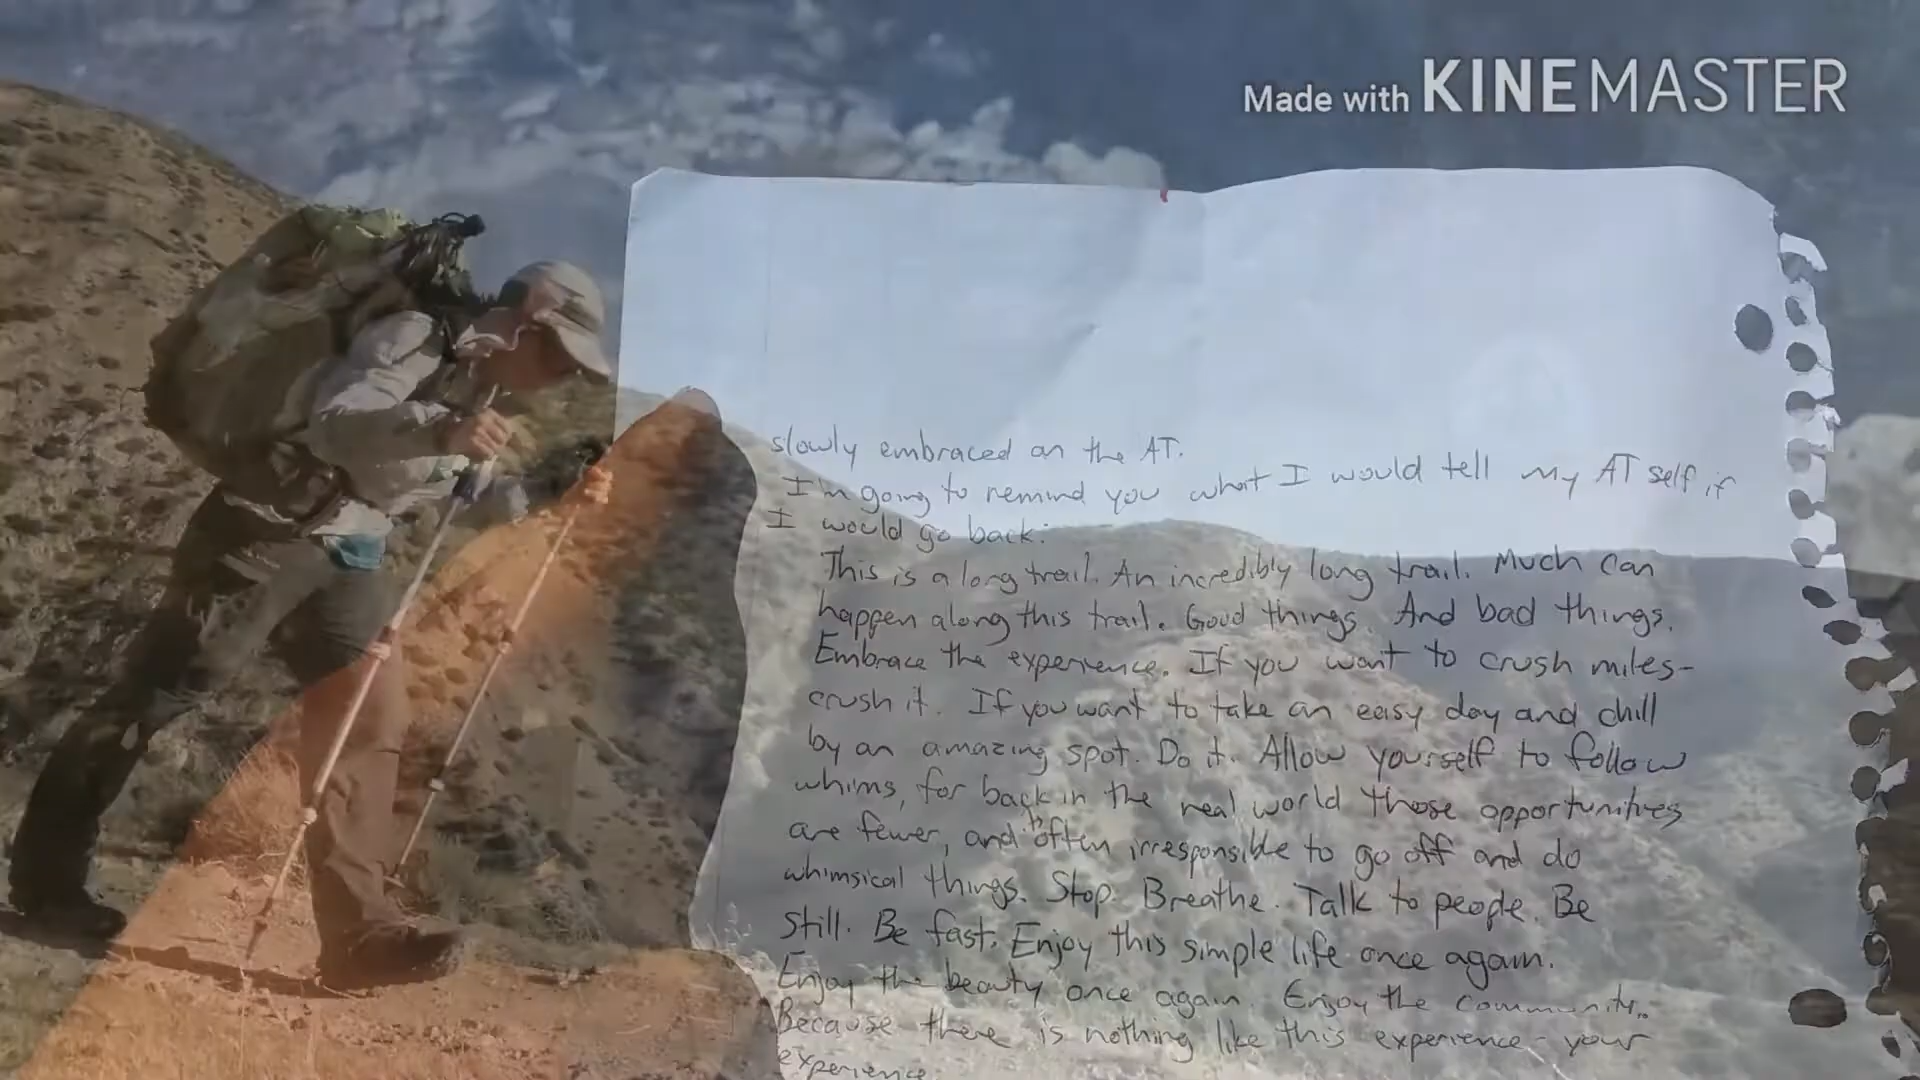 Made with KINEMASTER
slowly embraced on the AT.
I'm going to remind you what I would tell my AT self if
I would go back:
This is a long trail. An incredibly long trail. Much can
happen along this trail. Good things. And bad things.
Embrace the experience. If you want to crush miles-
crush it. If you want to take an easy day and chill
by an amazing spot. Do it. Allow yourself to follow
whims, for back in the real world those opportunities
are fewer, and it's often irresponsible to go off and do
whimsical things. Stop. Breathe. Talk to people. Be
Still. Be fast. Enjoy this simple life once again.
Enjoy the beauty once again. Enjoy the community.
Because there is nothing like this experience - your
experience.